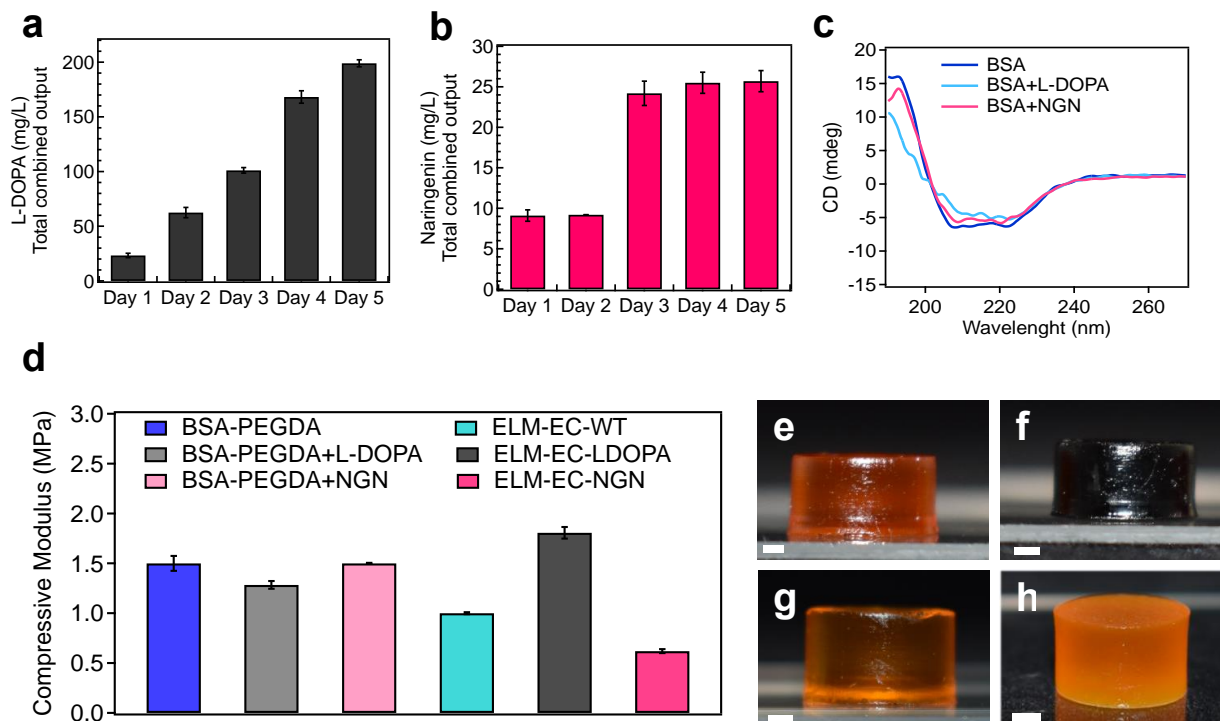 a
L-DOPA (mg/L)
Total combined output
200
150
100
50
0
Day 1 Day 2 Day 3 Day 4 Day 5
b
Naringenin (mg/L)
Total combined output
30
25
20
15
10
5
0
Day 1 Day 2 Day 3 Day 4 Day 5
c
CD (mdeg)
20
15
10
5
0
-5
-10
-15
BSA
BSA+L-DOPA
BSA+NGN
200 220 240 260
Wavelenght (nm)
d
Compressive Modulus (MPa)
3.0
2.5
2.0
1.5
1.0
0.5
0.0
BSA-PEGDA
BSA-PEGDA+L-DOPA
BSA-PEGDA+NGN
ELM-EC-WT
ELM-EC-LDOPA
ELM-EC-NGN
e
f
g
h